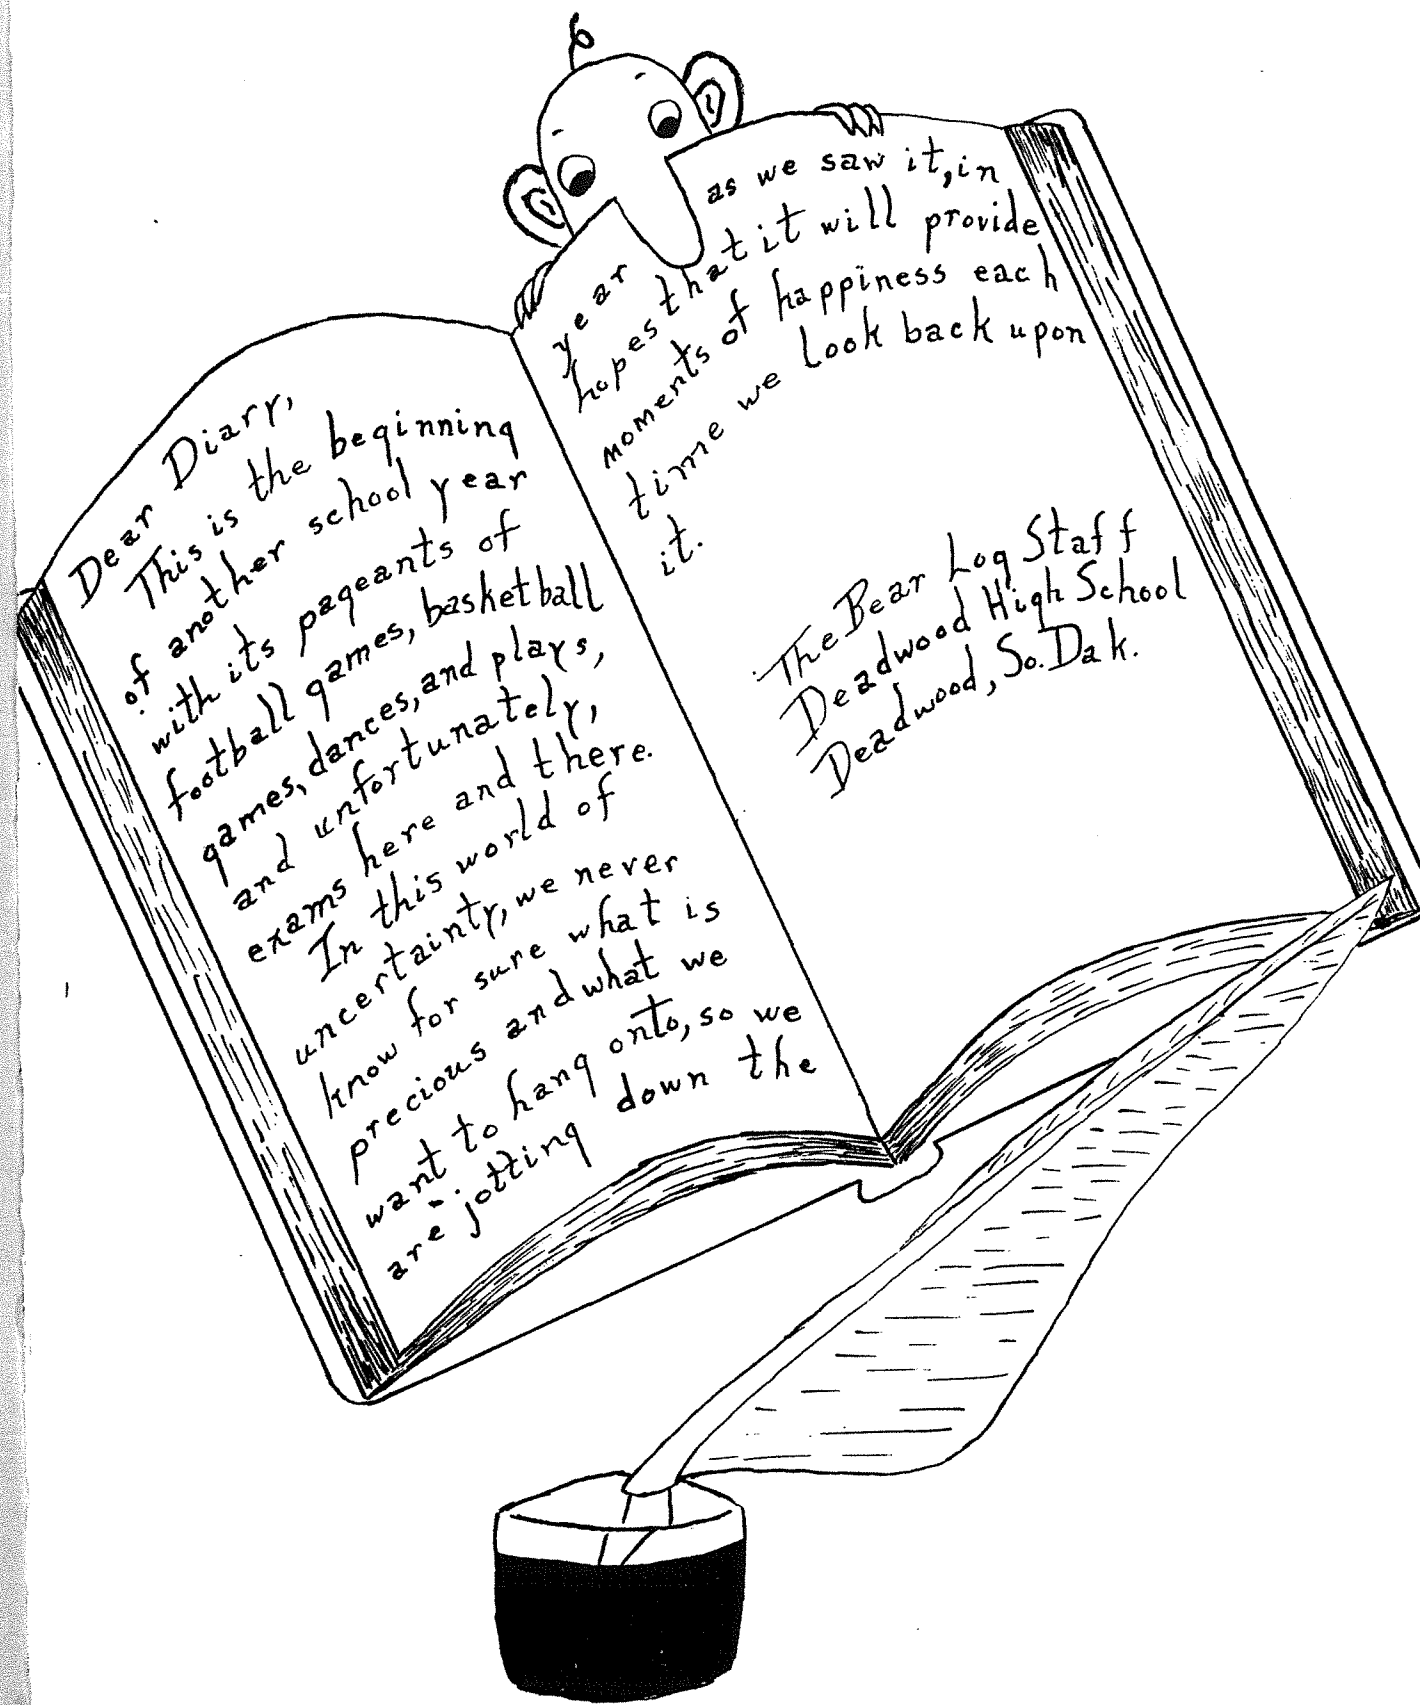 Dear Diary,
This is the beginning
of another school year
with its pageants of
football games, basketball
games, dances, and plays,
and unfortunately,
exams here and there.
In this world of
uncertainty, we never
know for sure what is
precious and what we
want to hang onto, so we
are jotting down the
year as we saw it, in
hopes that it will provide
moments of happiness each
time we look back upon
it.
The Bear Log Staff
Deadwood High School
Deadwood, So. Dak.